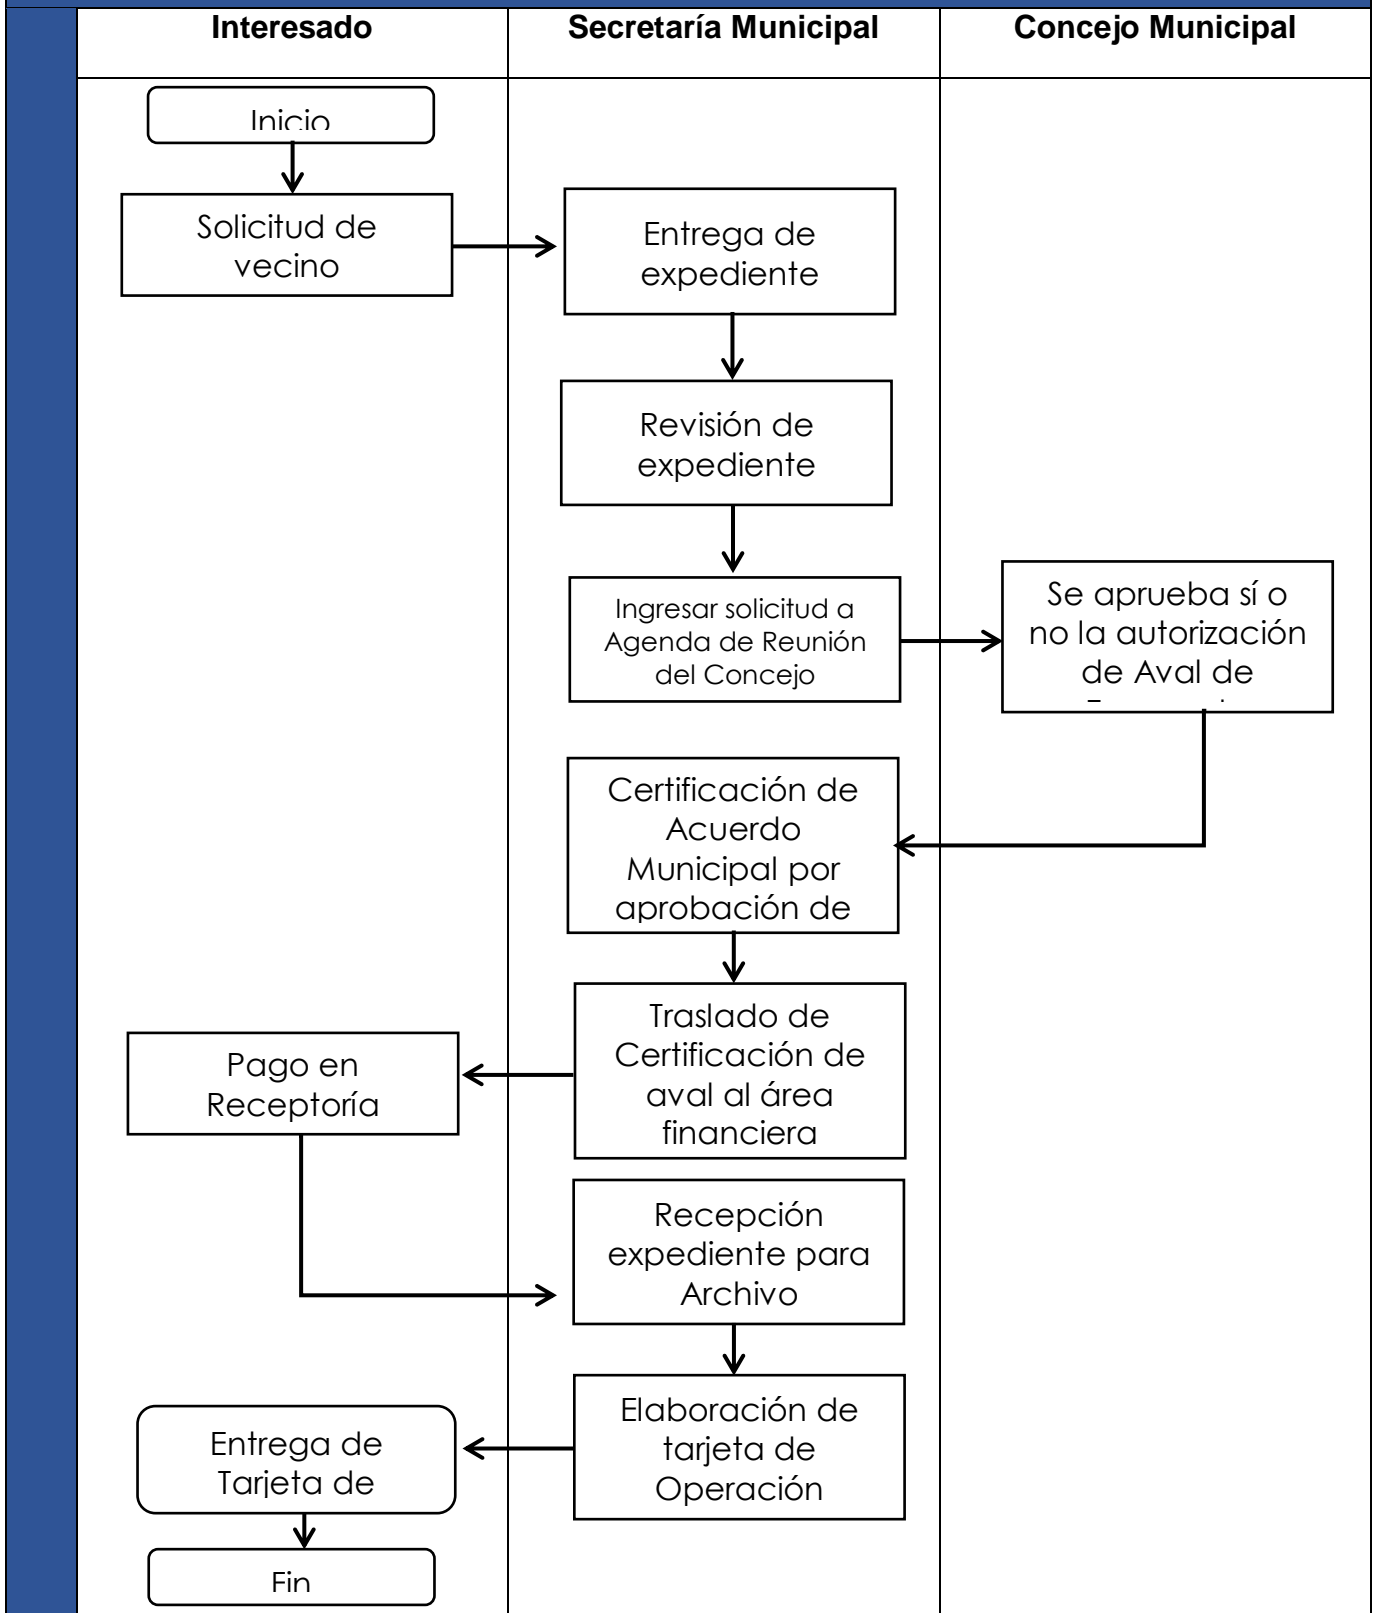 Interesado
Secretaría Municipal
Concejo Municipal
Inicio
Solicitud de
vecino
Entrega de
expediente
Revisión de
expediente
Ingresar solicitud a
Agenda de Reunión
del Concejo
Se aprueba sí o
no la autorización
de Aval de
Certificación de
Acuerdo
Municipal por
aprobación de
Traslado de
Certificación de
aval al área
financiera
Pago en
Receptoría
Recepción
expediente para
Archivo
Elaboración de
tarjeta de
Operación
Entrega de
Tarjeta de
Fin